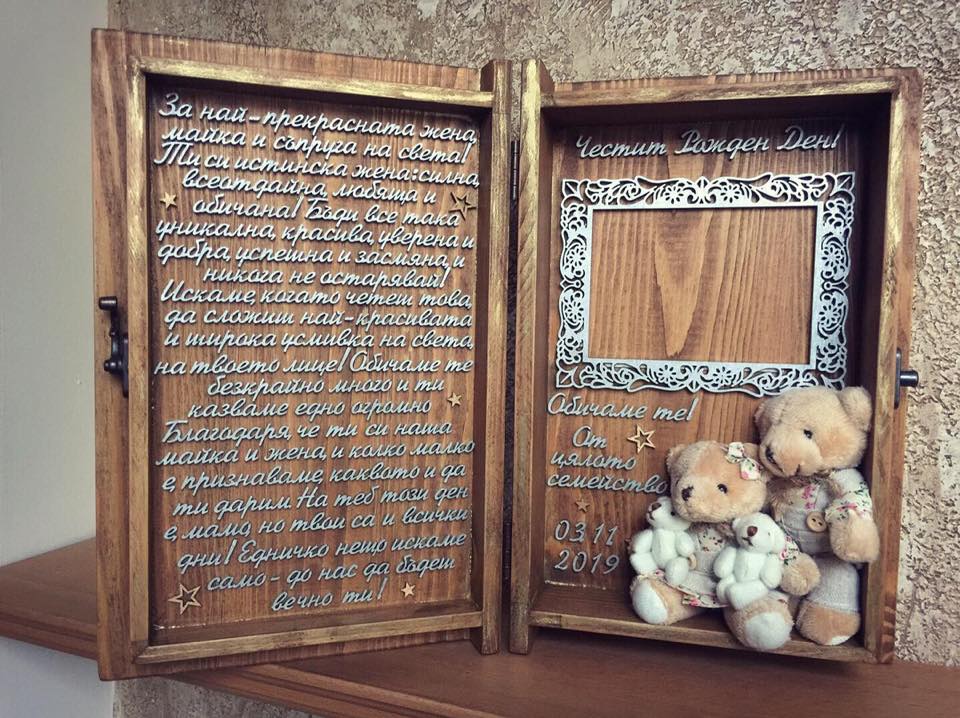 За най-прекрасната жена,
майка и съпруга на света!
Ти си истинска жена: силна,
всеотдайна, любяща и
обичана! Бъди все така
уникална, красива, уверена и
добра, успешна и засмяна, и
никога не остарявай!
Искаме, когато четеш това,
да сложиш най-красивата
и широка усмивка на света,
на твоето лице! Обичаме те
безкрайно много и ти
казваме едно огромно
Благодаря, че ти си наша
майка и жена, и колко малко
е, признаваме, каквото и да
ти дарим. На теб този ден
е, мамо, но твои са и всички
дни! Едничко нещо искаме
само - до нас да бъдеш
вечно ти!
Честит Рожден Ден!
Обичаме те!
От
цялото
семейство
03.11
2019